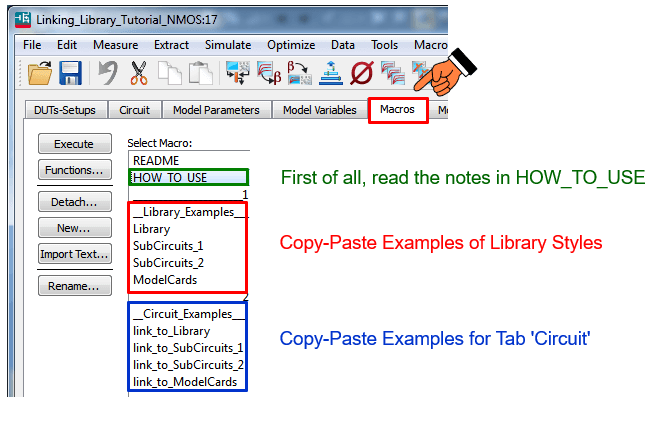 Linking_Library_Tutorial_NMOS:17
File Edit Measure Extract Simulate Optimize Data Tools Macro
DUTs-Setups Circuit Model Parameters Model Variables Macros
Execute
Functions...
Detach...
New...
Import Text...
Rename...
Select Macro:
README
HOW_TO_USE
____________________1
__Library_Examples__
Library
SubCircuits_1
SubCircuits_2
ModelCards
____________________2
__Circuit_Examples__
link_to_Library
link_to_SubCircuits_1
link_to_SubCircuits_2
link_to_ModelCards
First of all, read the notes in HOW_TO_USE
Copy-Paste Examples of Library Styles
Copy-Paste Examples for Tab 'Circuit'